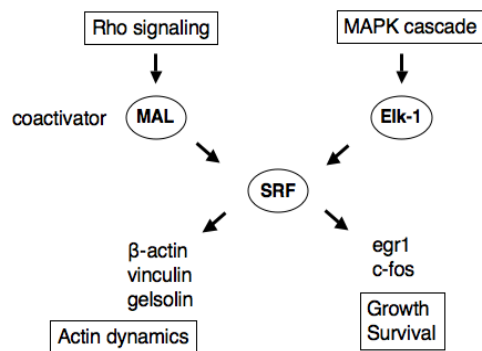 Rho signaling
MAPK cascade
coactivator
MAL
Elk-1
SRF
β-actin
vinculin
gelsolin
egr1
c-fos
Actin dynamics
Growth
Survival